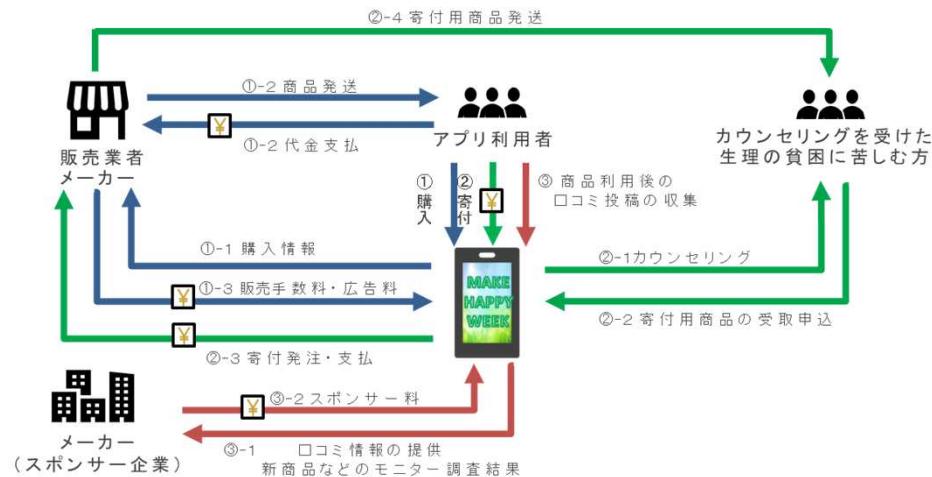 ②-4 寄付用商品発送
①-2 商品発送
¥
①-2 代金支払
販売業者
メーカー
アプリ利用者
カウンセリングを受けた
生理の貧困に苦しむ方
①購入
②寄付
¥
③ 商品利用後の
口コミ投稿の収集
①-1 購入情報
②-1カウンセリング
MAKE
HAPPY
WEEK
¥
①-3 販売手数料・広告料
②-2 寄付用商品の受取申込
¥
②-3 寄付発注・支払
¥
③-2 スポンサー料
メーカー
（スポンサー企業）
③-1 口コミ情報の提供
新商品などのモニター調査結果